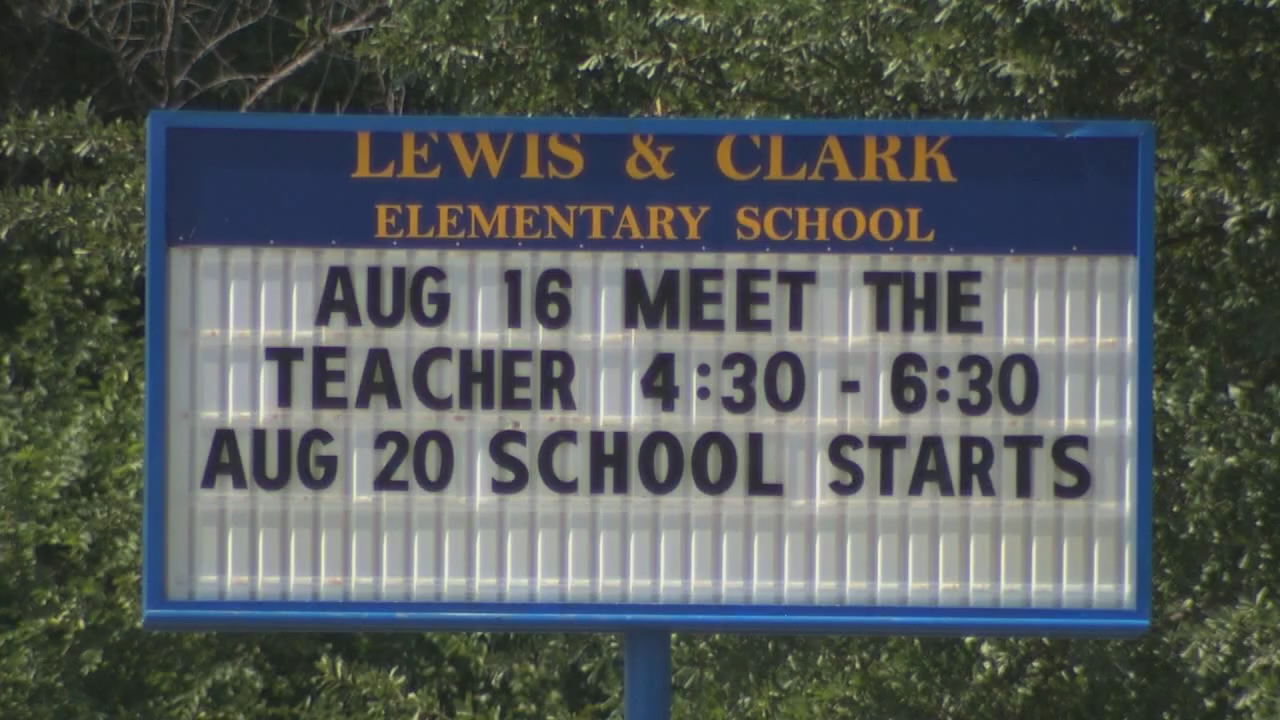 LEWIS & CLARK
ELEMENTARY SCHOOL
AUG 16 MEET THE
TEACHER 4:30 - 6:30
AUG 20 SCHOOL STARTS